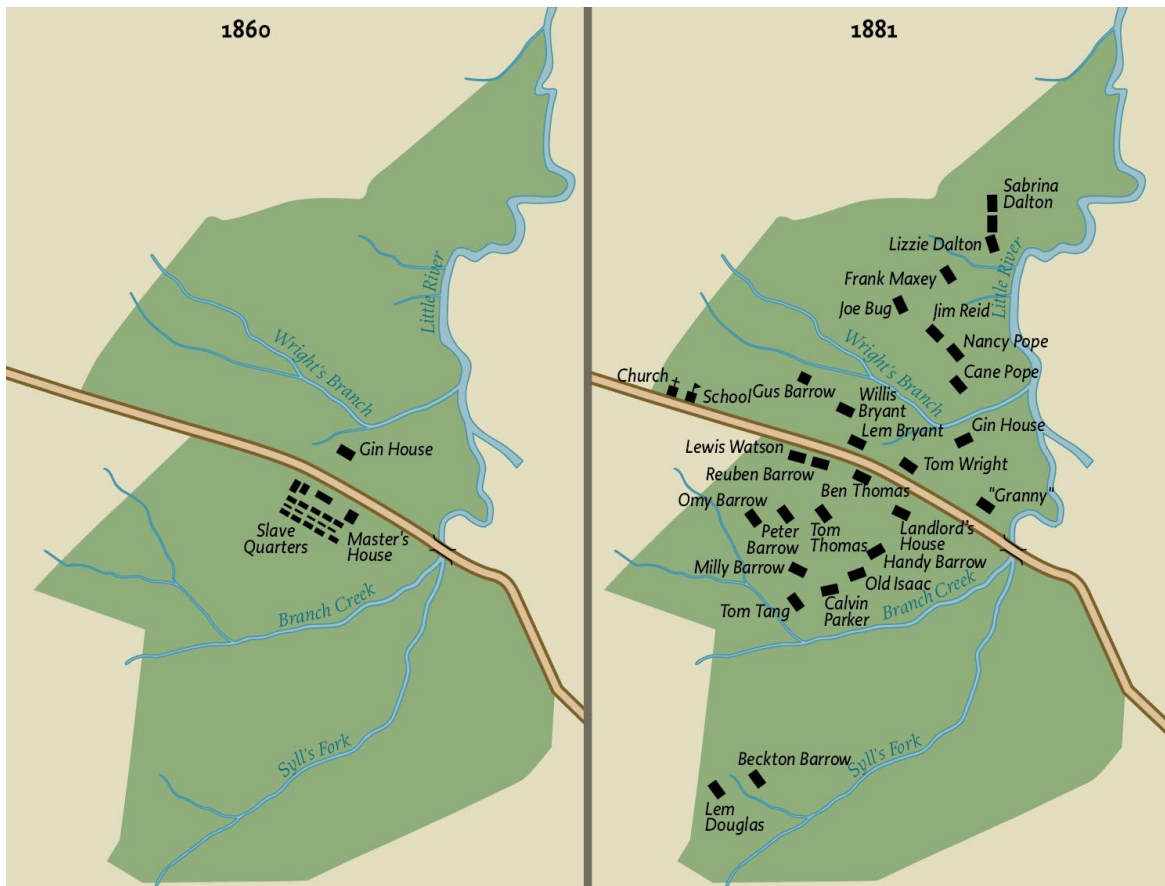 1860
Little River
Wright's Branch
Gin House
Slave
Quarters
Master's
House
Branch Creek
Syll's Fork
1881
Sabrina
Dalton
Lizzie Dalton
Little River
Frank Maxey
Joe Bug
Jim Reid
Nancy Pope
Wright's Branch
Cane Pope
Church
School
Gus Barrow
Willis
Bryant
Gin House
Lem Bryant
Lewis Watson
Tom Wright
Reuben Barrow
Ben Thomas
"Granny"
Omy Barrow
Peter
Barrow
Tom
Thomas
Landlord's
House
Handy Barrow
Milly Barrow
Old Isaac
Branch Creek
Tom Tang
Calvin
Parker
Beckton Barrow
Syll's Fork
Lem
Douglas